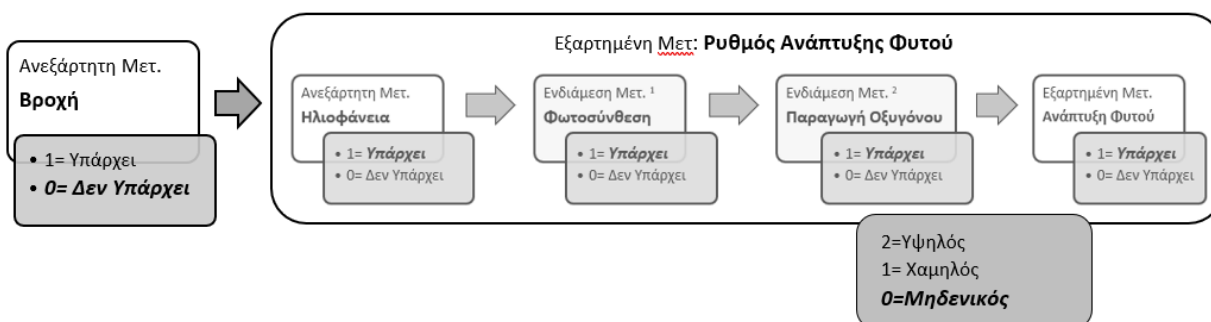 Ανεξάρτητη Μετ.
Βροχή
• 1= Υπάρχει
• 0= Δεν Υπάρχει
Εξαρτημένη Μετ: Ρυθμός Ανάπτυξης Φυτού
Ανεξάρτητη Μετ.
Ηλιοφάνεια
• 1= Υπάρχει
• 0= Δεν Υπάρχει
Ενδιάμεση Μετ. 1
Φωτοσύνθεση
• 1= Υπάρχει
• 0= Δεν Υπάρχει
Ενδιάμεση Μετ. 2
Παραγωγή Οξυγόνου
• 1= Υπάρχει
• 0= Δεν Υπάρχει
Εξαρτημένη Μετ.
Ανάπτυξη Φυτού
• 1= Υπάρχει
• 0= Δεν Υπάρχει
2=Υψηλός
1= Χαμηλός
0=Μηδενικός